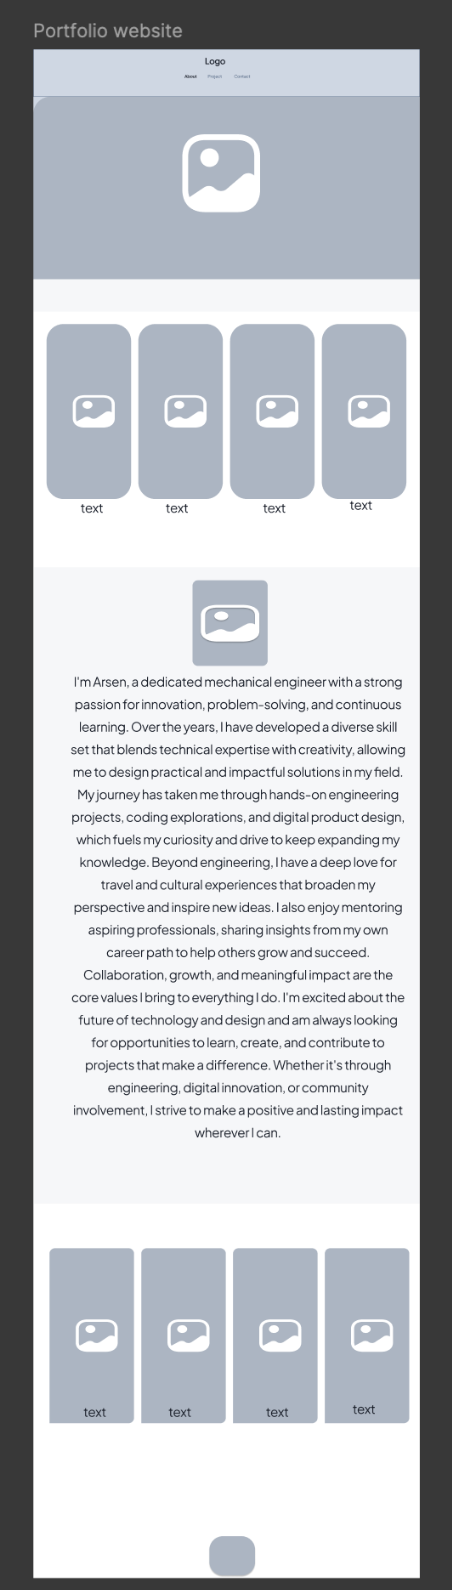 Portfolio website
Logo
About Project Contact
text text text text
I'm Arsen, a dedicated mechanical engineer with a strong
passion for innovation, problem-solving, and continuous
learning. Over the years, I have developed a diverse skill
set that blends technical expertise with creativity, allowing
me to design practical and impactful solutions in my field.
My journey has taken me through hands-on engineering
projects, coding explorations, and digital product design,
which fuels my curiosity and drive to keep expanding my
knowledge. Beyond engineering, I have a deep love for
travel and cultural experiences that broaden my
perspective and inspire new ideas. I also enjoy mentoring
aspiring professionals, sharing insights from my own
career path to help others grow and succeed.
Collaboration, growth, and meaningful impact are the
core values I bring to everything I do. I'm excited about the
future of technology and design and am always looking
for opportunities to learn, create, and contribute to
projects that make a difference. Whether it's through
engineering, digital innovation, or community
involvement, I strive to make a positive and lasting impact
wherever I can.
text text text text